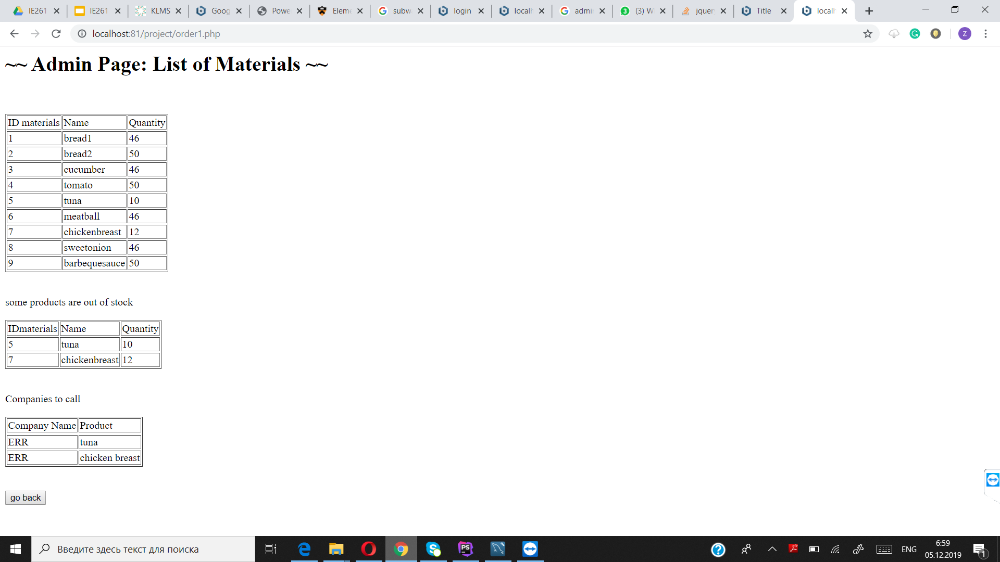 IE261 IE261 KLMS Goog Powe Eleme subw login localh admin (3) W jquer Title localh
localhost:81/project/order1.php Z
~~ Admin Page: List of Materials ~~
ID materials Name Quantity
1 bread1 46
2 bread2 50
3 cucumber 46
4 tomato 50
5 tuna 10
6 meatball 46
7 chickenbreast 12
8 sweetonion 46
9 barbequesauce 50
some products are out of stock
IDmaterials Name Quantity
5 tuna 10
7 chickenbreast 12
Companies to call
Company Name Product
ERR tuna
ERR chicken breast
go back
Введите здесь текст для поиска
ENG
6:59
05.12.2019
1